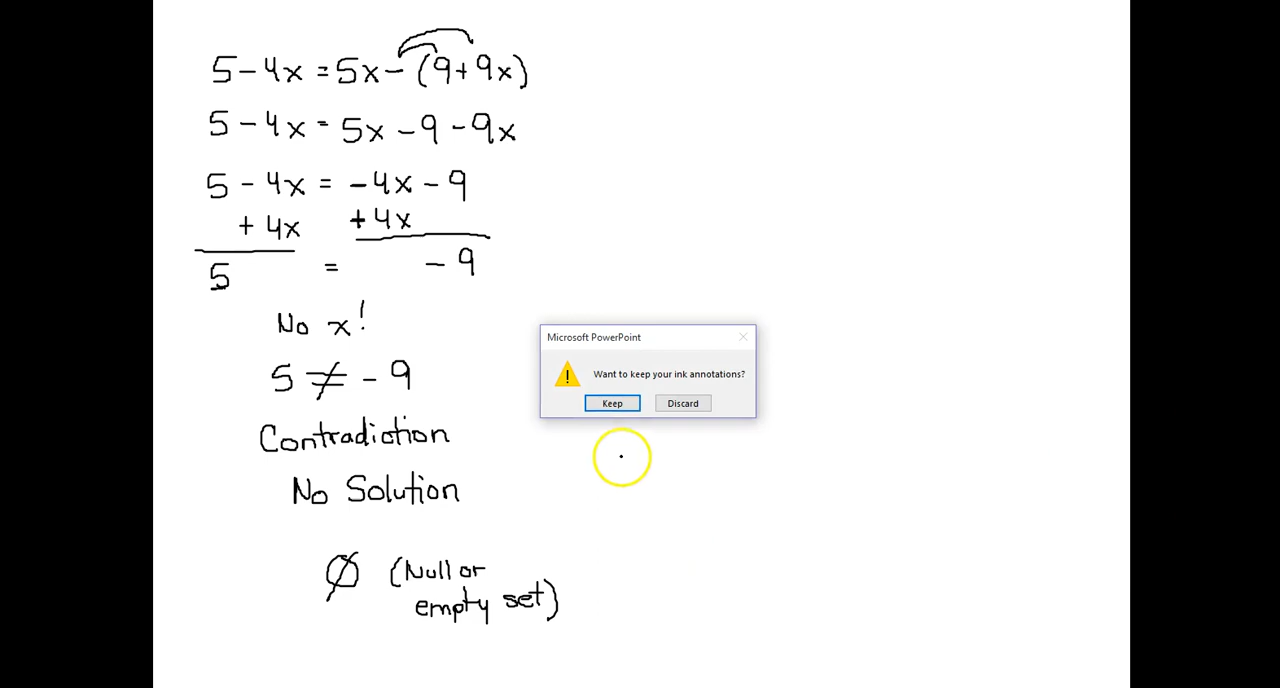 5 - 4x = 5x - (9 + 9x)
5 - 4x = 5x - 9 - 9x
5 - 4x = -4x - 9
+ 4x +4x
5 = - 9
No x!
5 ≠ - 9
Contradiction
No Solution
∅ (Null or
empty set)
Microsoft PowerPoint
Want to keep your ink annotations?
Keep Discard